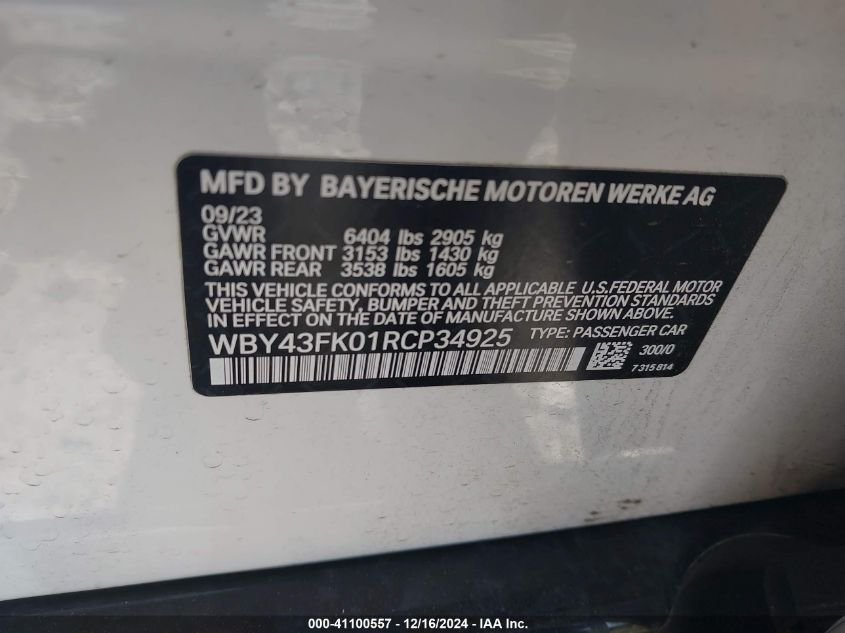 MFD BY BAYERISCHE MOTOREN WERKE AG
09/23
GVWR 6404 lbs 2905 kg
GAWR FRONT 3153 lbs 1430 kg
GAWR REAR 3538 lbs 1605 kg
THIS VEHICLE CONFORMS TO ALL APPLICABLE U.S.FEDERAL MOTOR
VEHICLE SAFETY, BUMPER AND THEFT PREVENTION STANDARDS
IN EFFECT ON THE DATE OF MANUFACTURE SHOWN ABOVE.
WBY43FK01RCP34925 TYPE: PASSENGER CAR
300/0
7315814
000-41100557 - 12/16/2024 - IAA Inc.